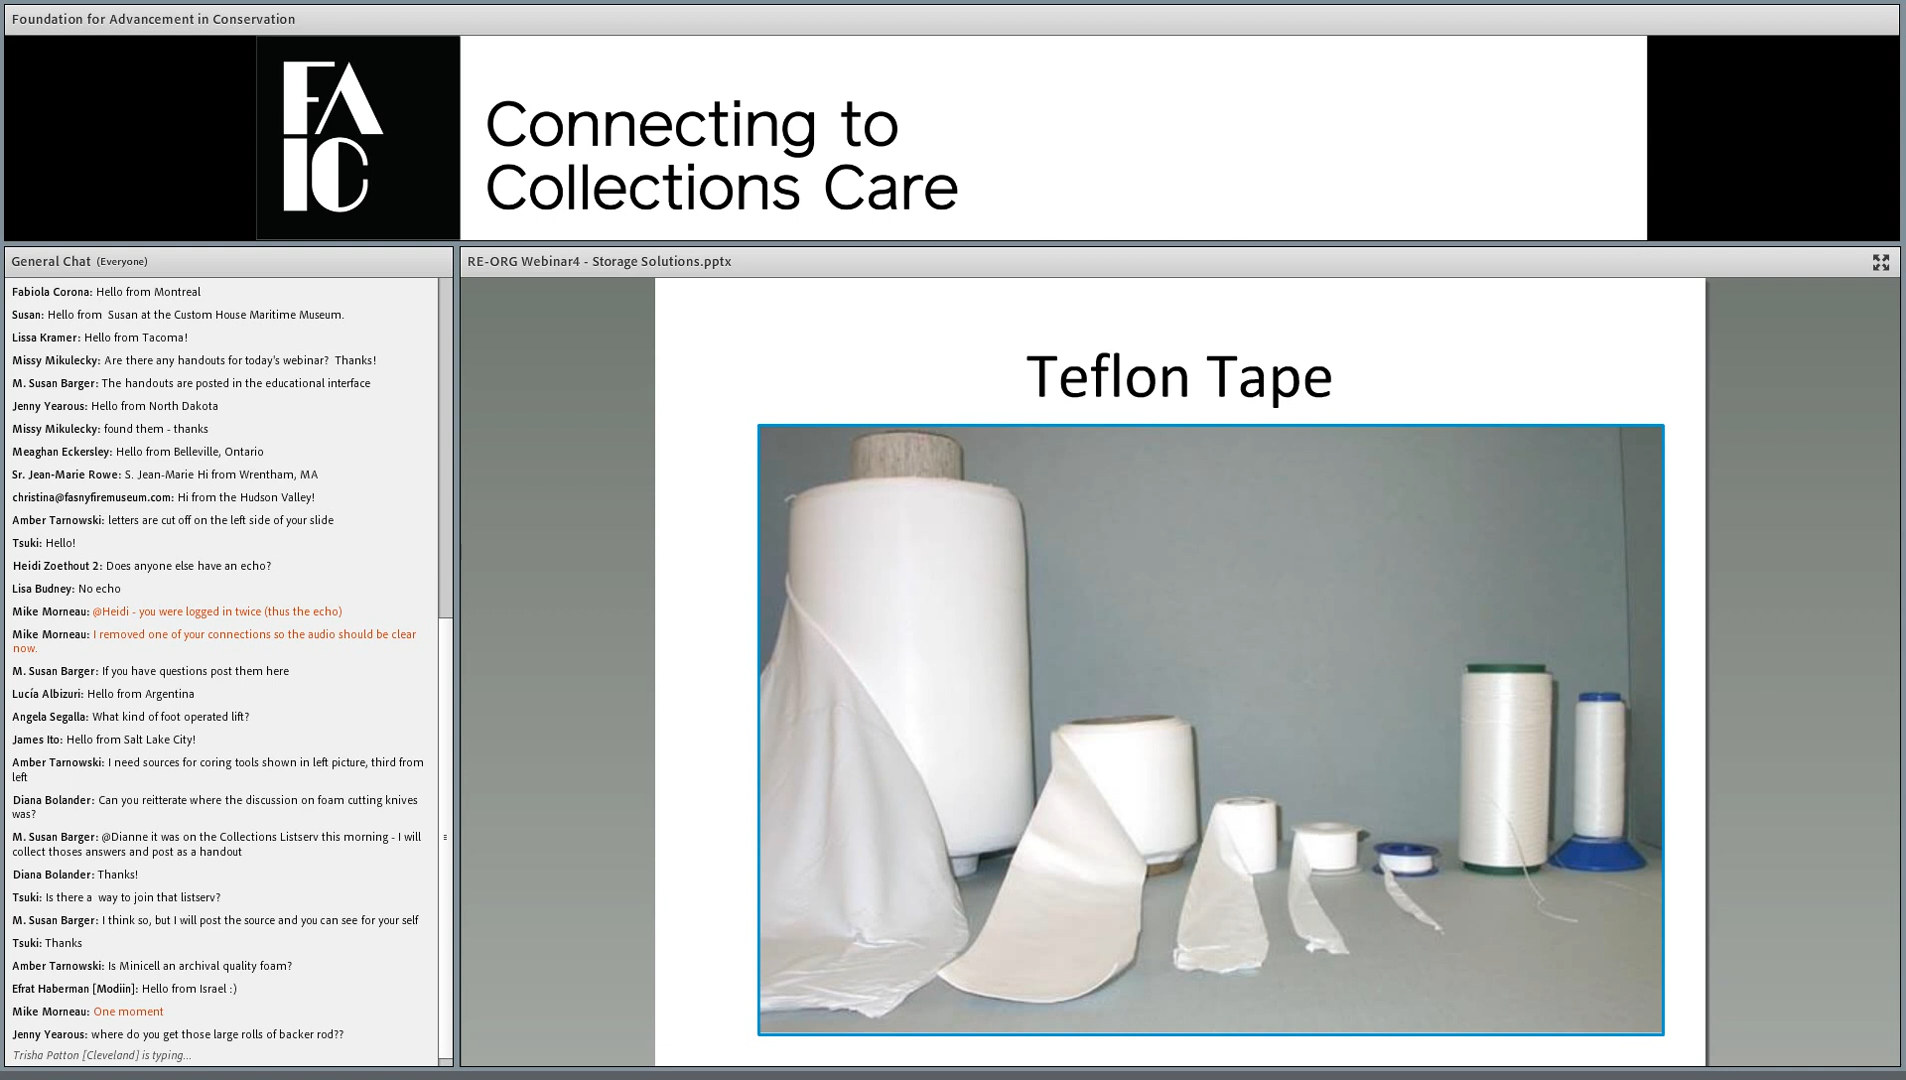 Foundation for Advancement in Conservation
FA
IC
Connecting to
Collections Care
General Chat (Everyone)
Fabiola Corona: Hello from Montreal
Susan: Hello from  Susan at the Custom House Maritime Museum.
Lissa Kramer: Hello from Tacoma!
Missy Mikulecky: Are there any handouts for today's webinar?  Thanks!
M. Susan Barger: The handouts are posted in the educational interface
Jenny Yearous: Hello from North Dakota
Missy Mikulecky: found them - thanks
Meaghan Eckersley: Hello from Belleville, Ontario
Sr. Jean-Marie Rowe: S. Jean-Marie Hi from Wrentham, MA
christina@fasnyfiremuseum.com: Hi from the Hudson Valley!
Amber Tarnowski: letters are cut off on the left side of your slide
Tsuki: Hello!
Heidi Zoethout 2: Does anyone else have an echo?
Lisa Budney: No echo
Mike Morneau: @Heidi - you were logged in twice (thus the echo)
Mike Morneau: I removed one of your connections so the audio should be clear
now.
M. Susan Barger: If you have questions post them here
Lucía Albizuri: Hello from Argentina
Angela Segalla: What kind of foot operated lift?
James Ito: Hello from Salt Lake City!
Amber Tarnowski: I need sources for coring tools shown in left picture, third from
left
Diana Bolander: Can you reitterate where the discussion on foam cutting knives
was?
M. Susan Barger: @Dianne it was on the Collections Listserv this morning - I will
collect thoses answers and post as a handout
Diana Bolander: Thanks!
Tsuki: Is there a  way to join that listserv?
M. Susan Barger: I think so, but I will post the source and you can see for your self
Tsuki: Thanks
Amber Tarnowski: Is Minicell an archival quality foam?
Efrat Haberman [Modiin]: Hello from Israel :)
Mike Morneau: One moment
Jenny Yearous: where do you get those large rolls of backer rod??
Trisha Patton [Cleveland] is typing...
RE-ORG Webinar4 - Storage Solutions.pptx
Teflon Tape